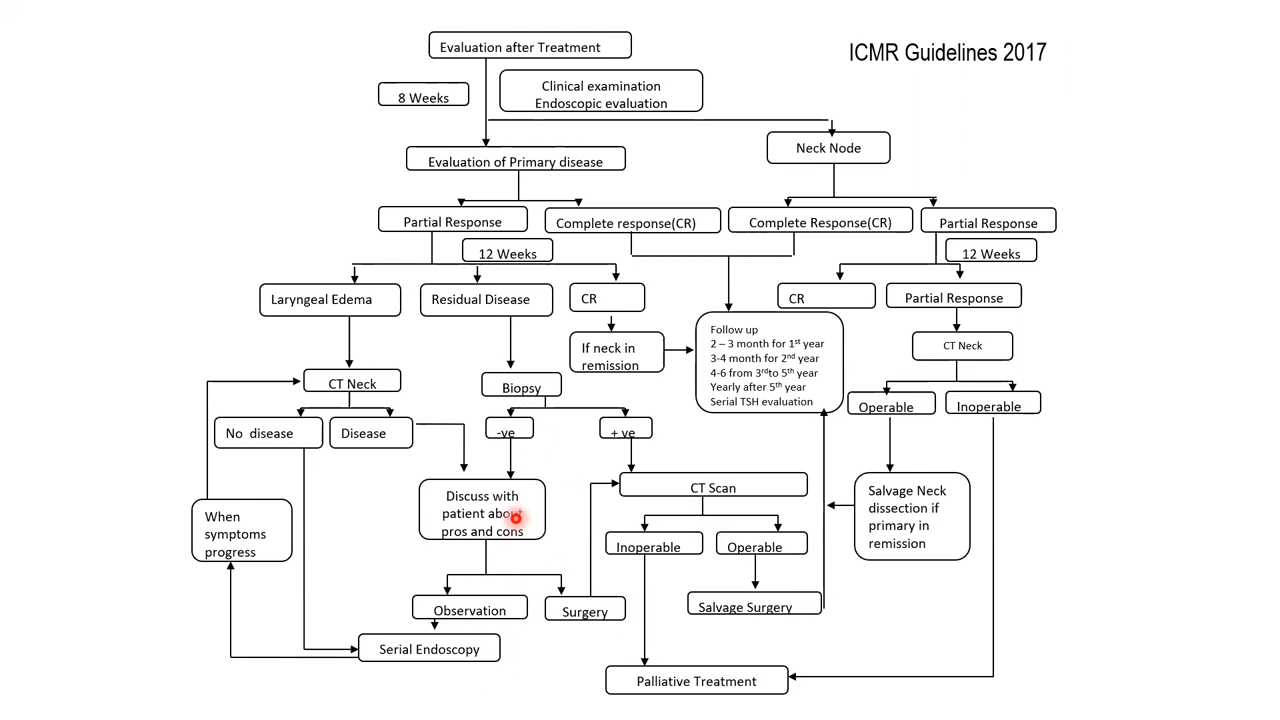 ICMR Guidelines 2017
Evaluation after Treatment
Clinical examination
Endoscopic evaluation
8 Weeks
Neck Node
Evaluation of Primary disease
Partial Response
Complete response(CR)
Complete Response(CR)
Partial Response
12 Weeks
12 Weeks
Laryngeal Edema
Residual Disease
CR
CR
Partial Response
Follow up
2 – 3 month for 1st year
3-4 month for 2nd year
4-6 from 3rdto 5th year
Yearly after 5th year
Serial TSH evaluation
If neck in
remission
CT Neck
CT Neck
Biopsy
Operable
Inoperable
No disease
Disease
-ve
+ ve
CT Scan
Discuss with
patient about
pros and cons
Salvage Neck
dissection if
primary in
remission
When
symptoms
progress
Inoperable
Operable
Observation
Surgery
Salvage Surgery
Serial Endoscopy
Palliative Treatment